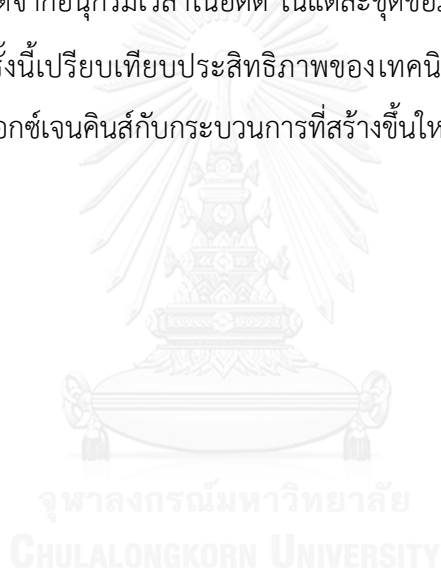 จากอนุกรมเวลาในอดีต ในแต่ละชุดของ
รั้งนี้เปรียบเทียบประสิทธิภาพของเทคนิ
อกซ์เจนคินส์กับกระบวนการที่สร้างขึ้นให
จุฬาลงกรณ์มหาวิทยาลัย
CHULALONGKORN UNIVERSITY